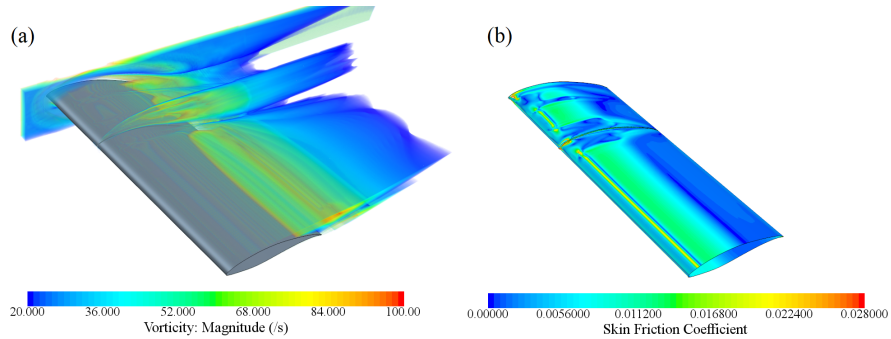 (a)
(b)
20.000 36.000 52.000 68.000 84.000 100.00
Vorticity: Magnitude (/s)
0.00000 0.0056000 0.011200 0.016800 0.022400 0.028000
Skin Friction Coefficient